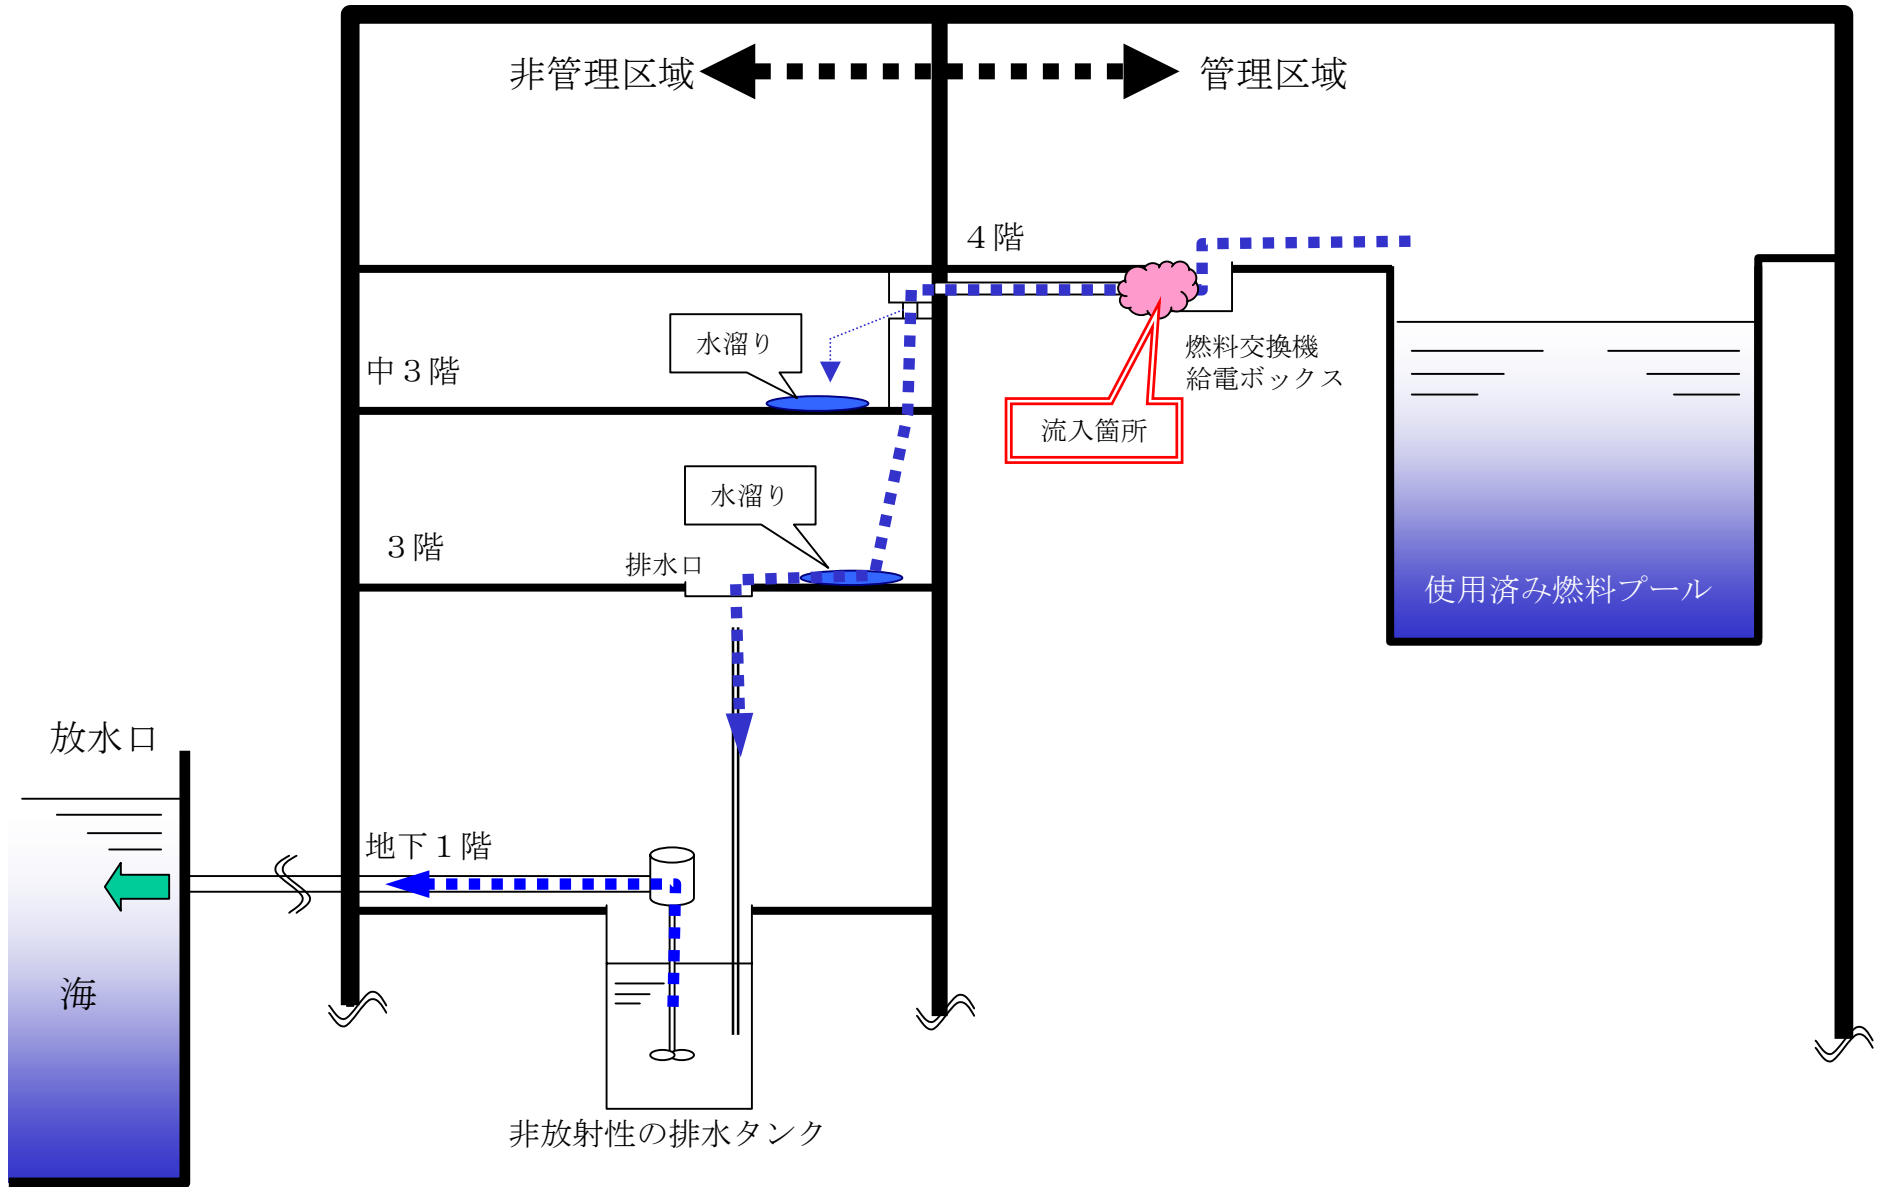 非管理区域
管理区域
4階
水溜り
燃料交換機
給電ボックス
中3階
流入箇所
水溜り
3階
排水口
使用済み燃料プール
放水口
地下1階
海
非放射性の排水タンク